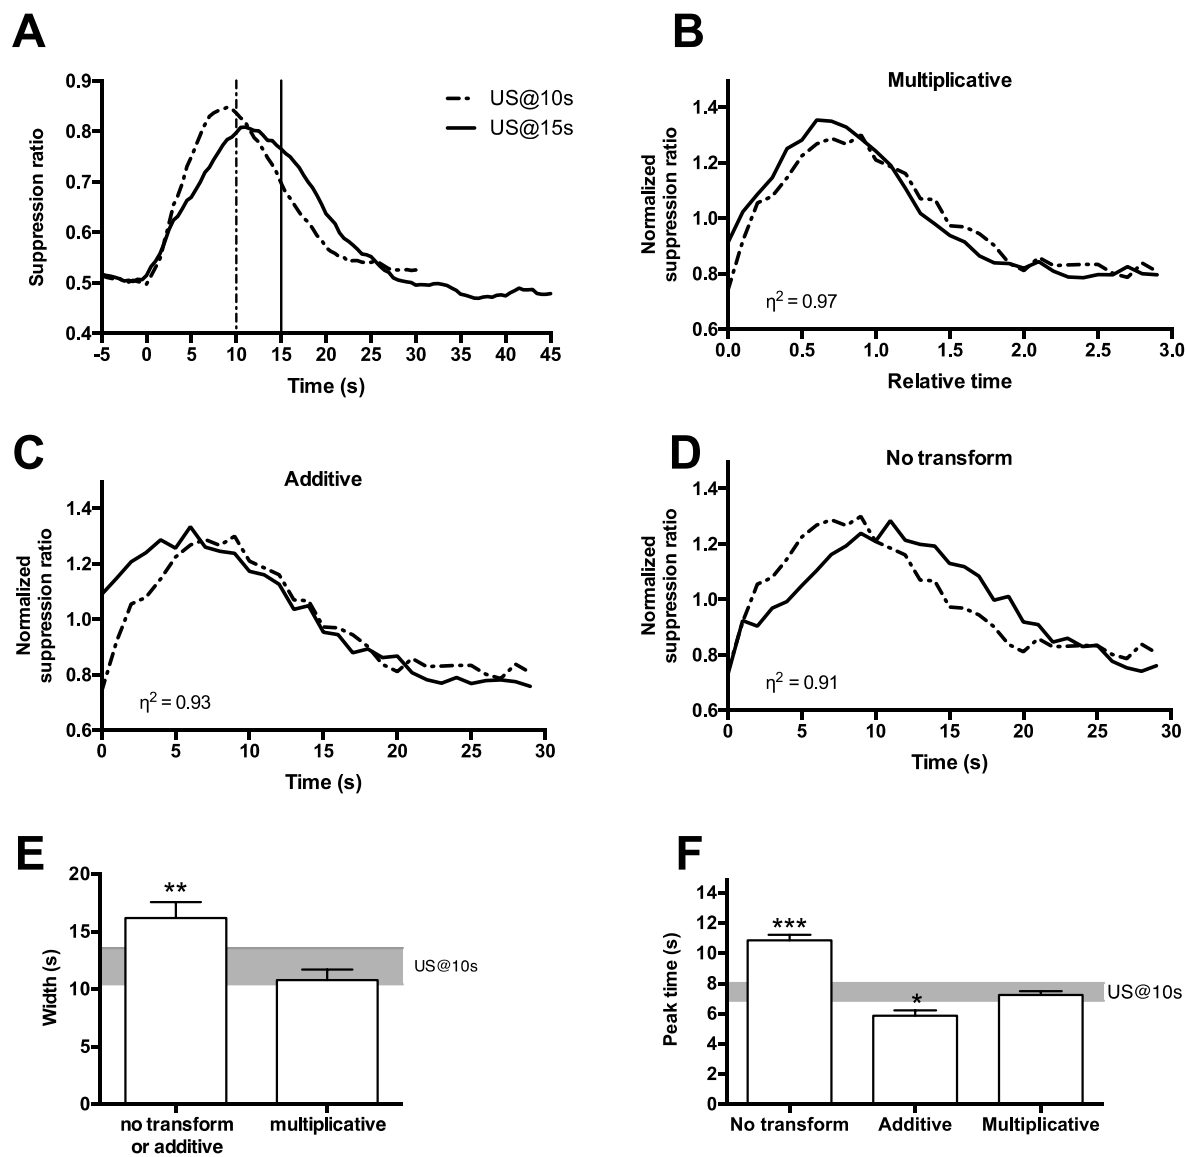 A
0.9
0.8
0.7
0.6
0.5
0.4
Suppression ratio
-5 0 5 10 15 20 25 30 35 40 45
Time (s)
US@10s
US@15s
B
Multiplicative
1.4
1.2
1.0
0.8
0.6
Normalized
suppression ratio
η² = 0.97
0.0 0.5 1.0 1.5 2.0 2.5 3.0
Relative time
C
Additive
1.4
1.2
1.0
0.8
0.6
Normalized
suppression ratio
η² = 0.93
0 5 10 15 20 25 30
Time (s)
D
No transform
1.4
1.2
1.0
0.8
0.6
Normalized
suppression ratio
η² = 0.91
0 5 10 15 20 25 30
Time (s)
E
20
15
10
5
0
Width (s)
**
US@10s
no transform
or additive
multiplicative
F
14
12
10
8
6
4
2
0
Peak time (s)
***
*
US@10s
No transform Additive Multiplicative